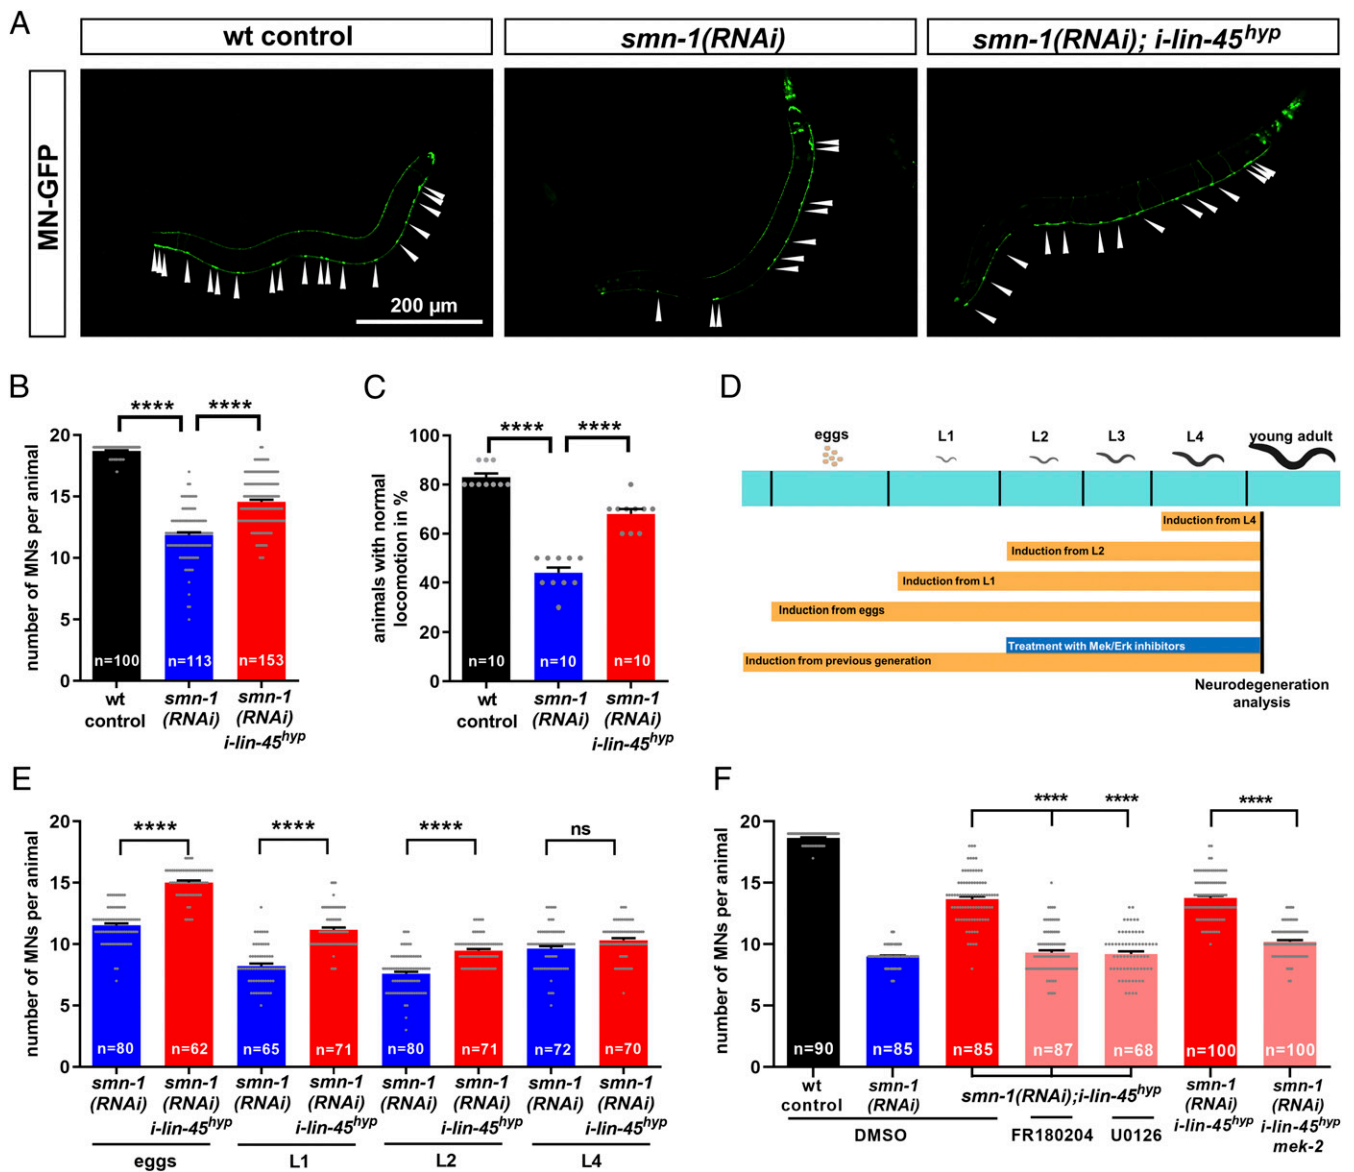 A
wt control
smn-1(RNAi)
smn-1(RNAi); i-lin-45hyp
MN-GFP
200 µm
B
****
****
number of MNs per animal
20
15
10
5
0
n=100
n=113
n=153
wt
control
smn-1
(RNAi)
smn-1
(RNAi)
i-lin-45hyp
C
****
****
animals with normal
locomotion in %
100
80
60
40
20
0
n=10
n=10
n=10
wt
control
smn-1
(RNAi)
smn-1
(RNAi)
i-lin-45hyp
D
eggs
L1
L2
L3
L4
young adult
Induction from L4
Induction from L2
Induction from L1
Induction from eggs
Treatment with Mek/Erk inhibitors
Induction from previous generation
Neurodegeneration
analysis
E
****
****
****
ns
number of MNs per animal
20
15
10
5
0
n=80
n=62
n=65
n=71
n=80
n=71
n=72
n=70
smn-1
(RNAi)
smn-1
(RNAi)
i-lin-45hyp
smn-1
(RNAi)
smn-1
(RNAi)
i-lin-45hyp
smn-1
(RNAi)
smn-1
(RNAi)
i-lin-45hyp
smn-1
(RNAi)
smn-1
(RNAi)
i-lin-45hyp
eggs
L1
L2
L4
F
****
****
****
number of MNs per animal
20
15
10
5
0
n=90
n=85
n=85
n=87
n=68
n=100
n=100
wt
control
smn-1
(RNAi)
smn-1(RNAi);i-lin-45hyp
smn-1
(RNAi)
i-lin-45hyp
smn-1
(RNAi)
i-lin-45hyp
mek-2
DMSO
FR180204
U0126